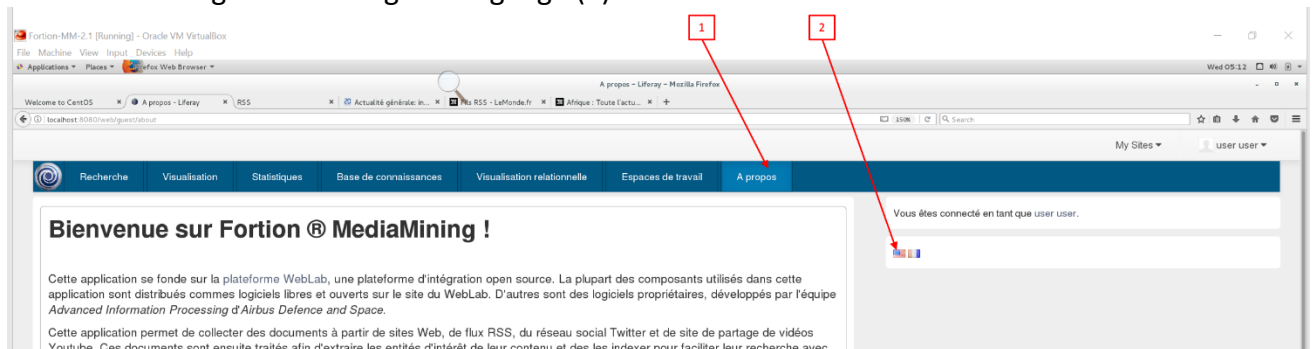 1 2
Fortion-MM-2.1 [Running] - Oracle VM VirtualBox
File Machine View Input Devices Help
Applications Places Firefox Web Browser Wed 05:12
A propos - Liferay - Mozilla Firefox
Welcome to CentOS A propos - Liferay RSS Actualité générale: in... Fils RSS - LeMonde.fr Afrique : Toute l'actu...
localhost:8080/web/guest/about 150% Search
My Sites user user
Recherche Visualisation Statistiques Base de connaissances Visualisation relationnelle Espaces de travail A propos
Vous êtes connecté en tant que user user.
Bienvenue sur Fortion ® MediaMining !
Cette application se fonde sur la plateforme WebLab, une plateforme d'intégration open source. La plupart des composants utilisés dans cette
application sont distribués commes logiciels libres et ouverts sur le site du WebLab. D'autres sont des logiciels propriétaires, développés par l'équipe
Advanced Information Processing d'Airbus Defence and Space.
Cette application permet de collecter des documents à partir de sites Web, de flux RSS, du réseau social Twitter et de site de partage de vidéos
Youtube. Ces documents sont ensuite traités afin d'extraire les entités d'intérêt de leur contenu et des les indexer pour faciliter leur recherche avec